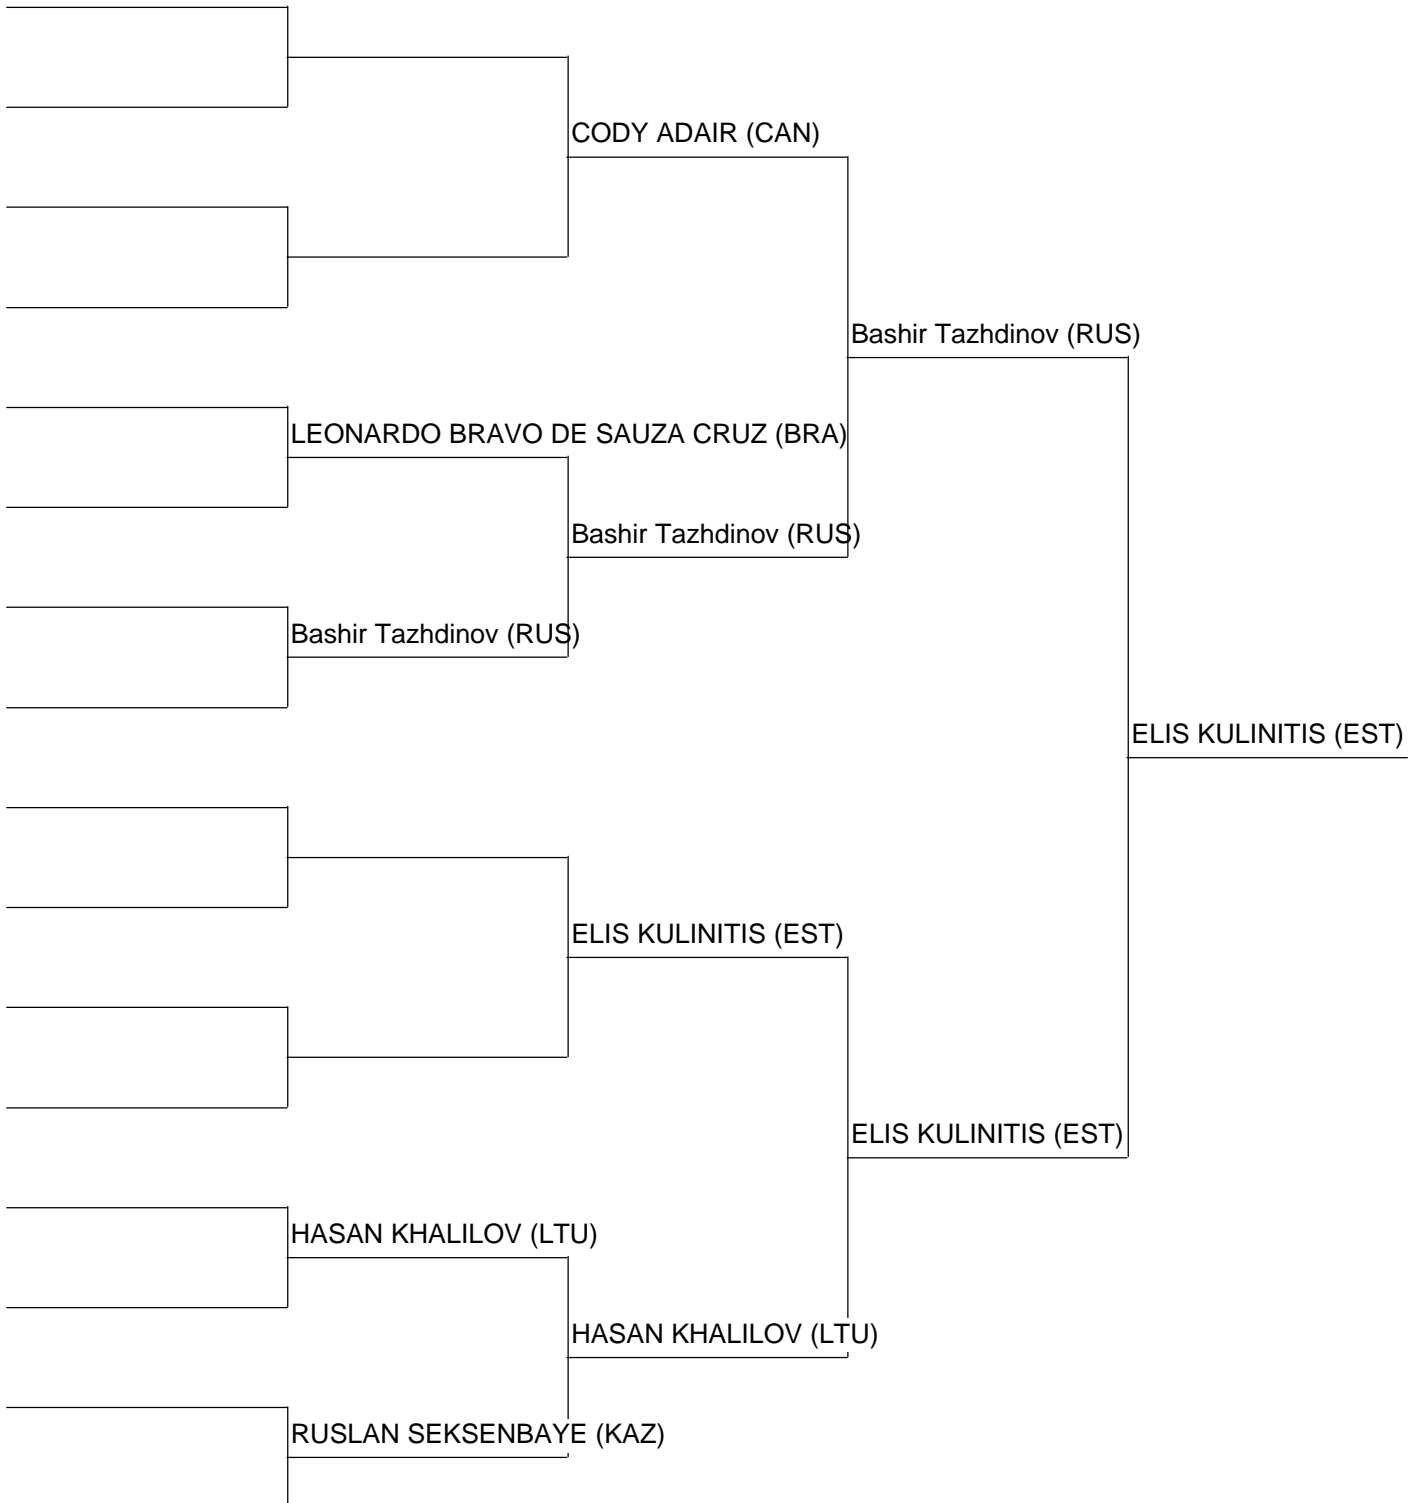 CODY ADAIR (CAN)
Bashir Tazhdinov (RUS)
LEONARDO BRAVO DE SAUZA CRUZ (BRA)
Bashir Tazhdinov (RUS)
Bashir Tazhdinov (RUS)
ELIS KULINITIS (EST)
ELIS KULINITIS (EST)
ELIS KULINITIS (EST)
HASAN KHALILOV (LTU)
HASAN KHALILOV (LTU)
RUSLAN SEKSENBAYE (KAZ)